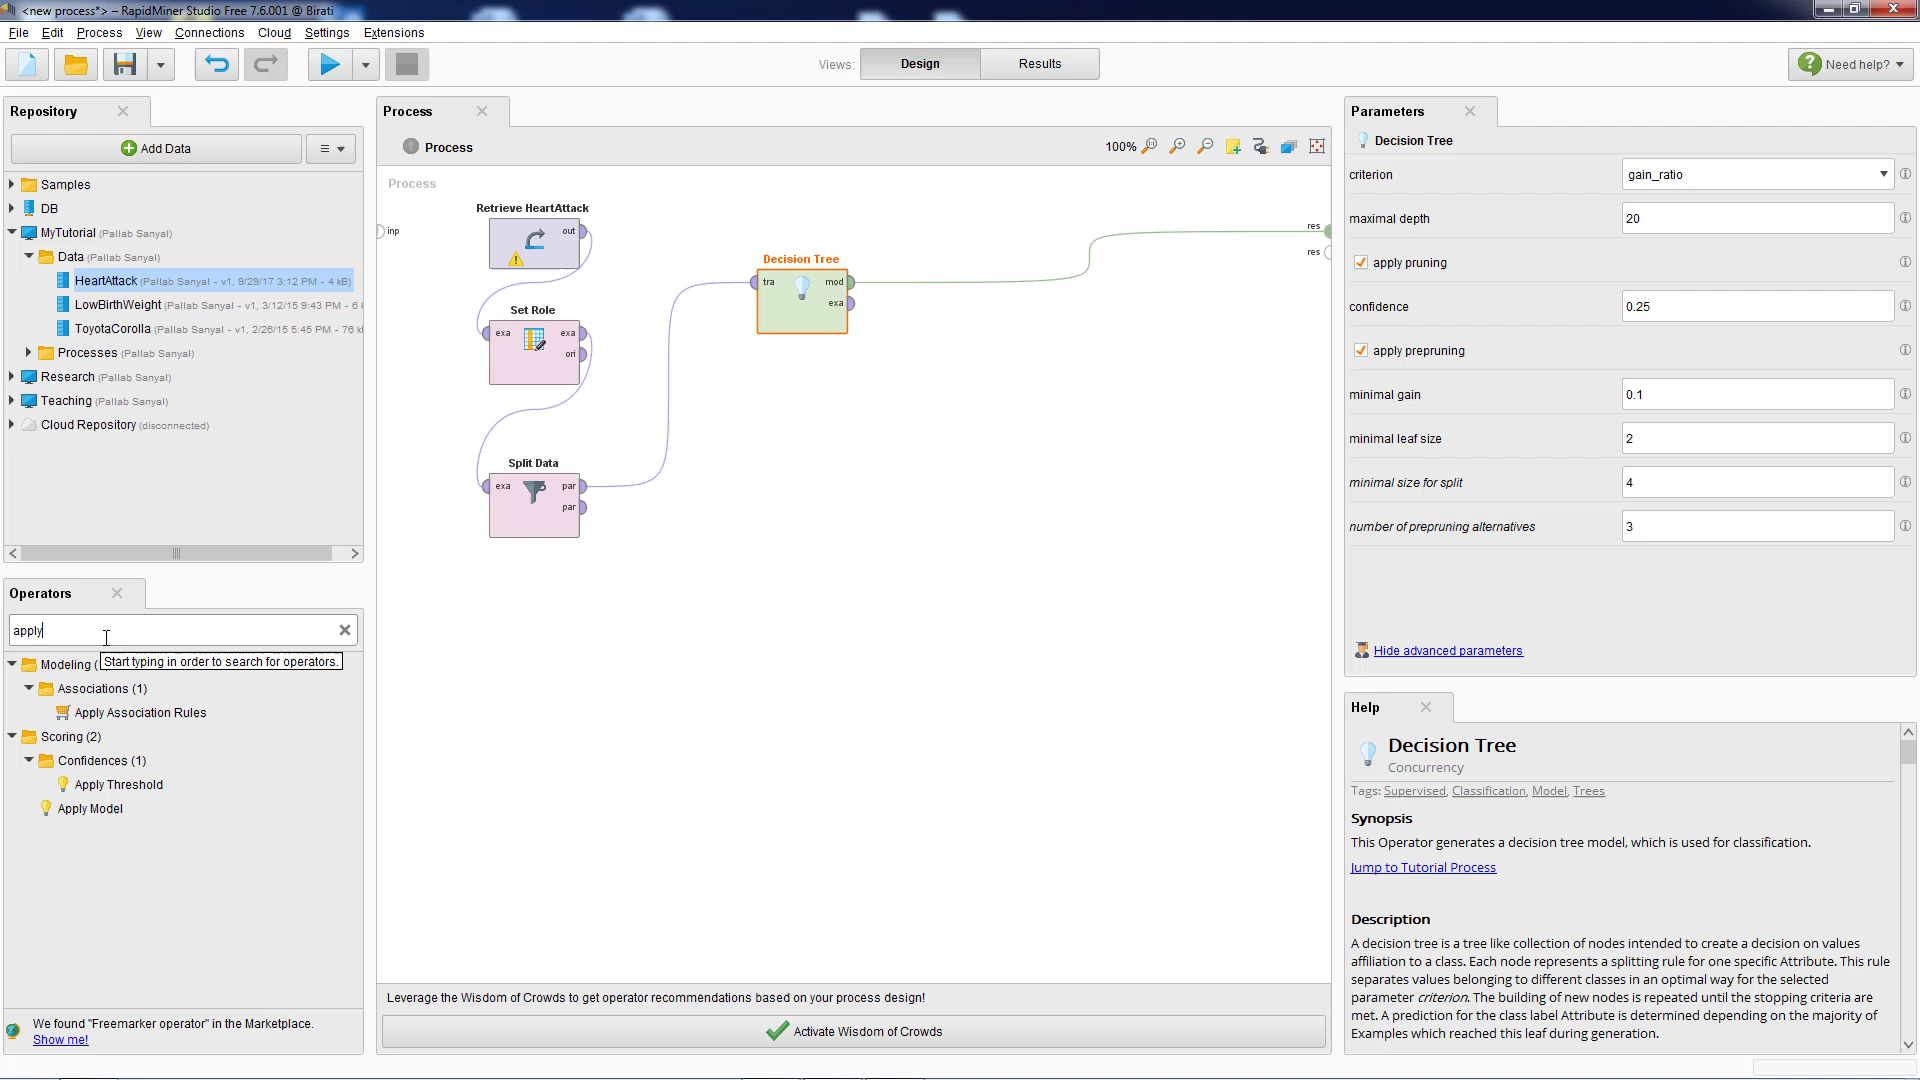 <new process*> – RapidMiner Studio Free 7.6.001 @ Birati
File Edit Process View Connections Cloud Settings Extensions
Views: Design Results
Need help?
Repository
Add Data
Samples
DB
MyTutorial (Pallab Sanyal)
Data (Pallab Sanyal)
HeartAttack (Pallab Sanyal - v1, 9/29/17 3:12 PM - 4 kB)
LowBirthWeight (Pallab Sanyal - v1, 3/12/15 9:43 PM - 6 k
ToyotaCorolla (Pallab Sanyal - v1, 2/26/15 5:45 PM - 76 k
Processes (Pallab Sanyal)
Research (Pallab Sanyal)
Teaching (Pallab Sanyal)
Cloud Repository (disconnected)
Operators
apply
Start typing in order to search for operators.
Modeling (
Associations (1)
Apply Association Rules
Scoring (2)
Confidences (1)
Apply Threshold
Apply Model
We found "Freemarker operator" in the Marketplace.
Show me!
Process
Process
100%
Process
inp
Retrieve HeartAttack
out
Set Role
exa exa
ori
Split Data
exa par
par
Decision Tree
tra mod
exa
res
res
Leverage the Wisdom of Crowds to get operator recommendations based on your process design!
Activate Wisdom of Crowds
Parameters
Decision Tree
criterion gain_ratio
maximal depth 20
apply pruning
confidence 0.25
apply prepruning
minimal gain 0.1
minimal leaf size 2
minimal size for split 4
number of prepruning alternatives 3
Hide advanced parameters
Help
Decision Tree
Concurrency
Tags: Supervised, Classification, Model, Trees
Synopsis
This Operator generates a decision tree model, which is used for classification.
Jump to Tutorial Process
Description
A decision tree is a tree like collection of nodes intended to create a decision on values
affiliation to a class. Each node represents a splitting rule for one specific Attribute. This rule
separates values belonging to different classes in an optimal way for the selected
parameter criterion. The building of new nodes is repeated until the stopping criteria are
met. A prediction for the class label Attribute is determined depending on the majority of
Examples which reached this leaf during generation.